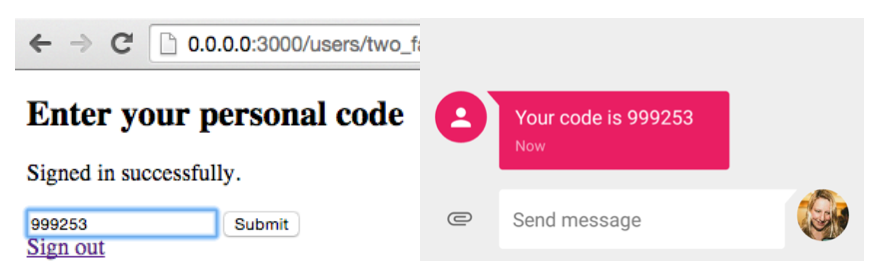 0.0.0.0:3000/users/two_fa
Enter your personal code
Signed in successfully.
999253 Submit
Sign out
Your code is 999253
Now
Send message